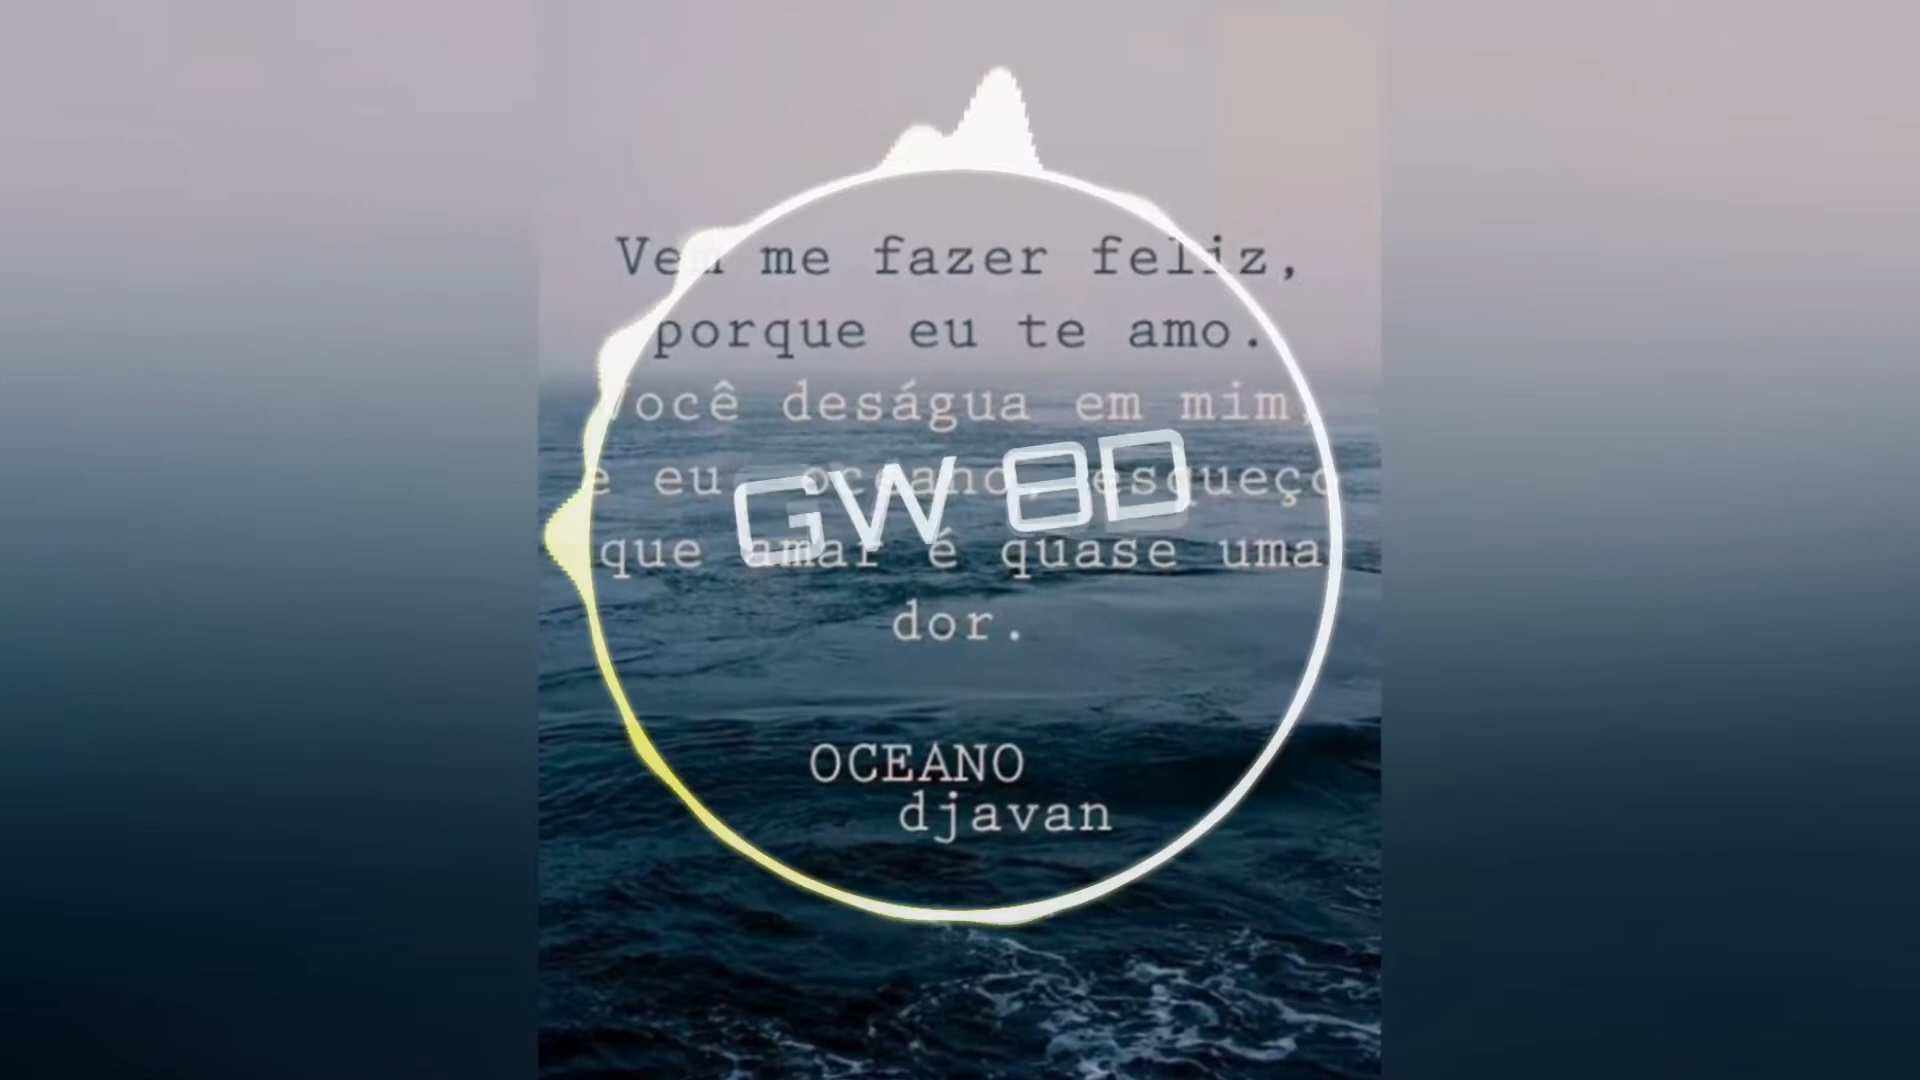 Vem me fazer feliz,
porque eu te amo.
Você deságua em mim,
e eu, oceano, esqueço
GW 8D
que amar é quase uma
dor.
OCEANO
djavan